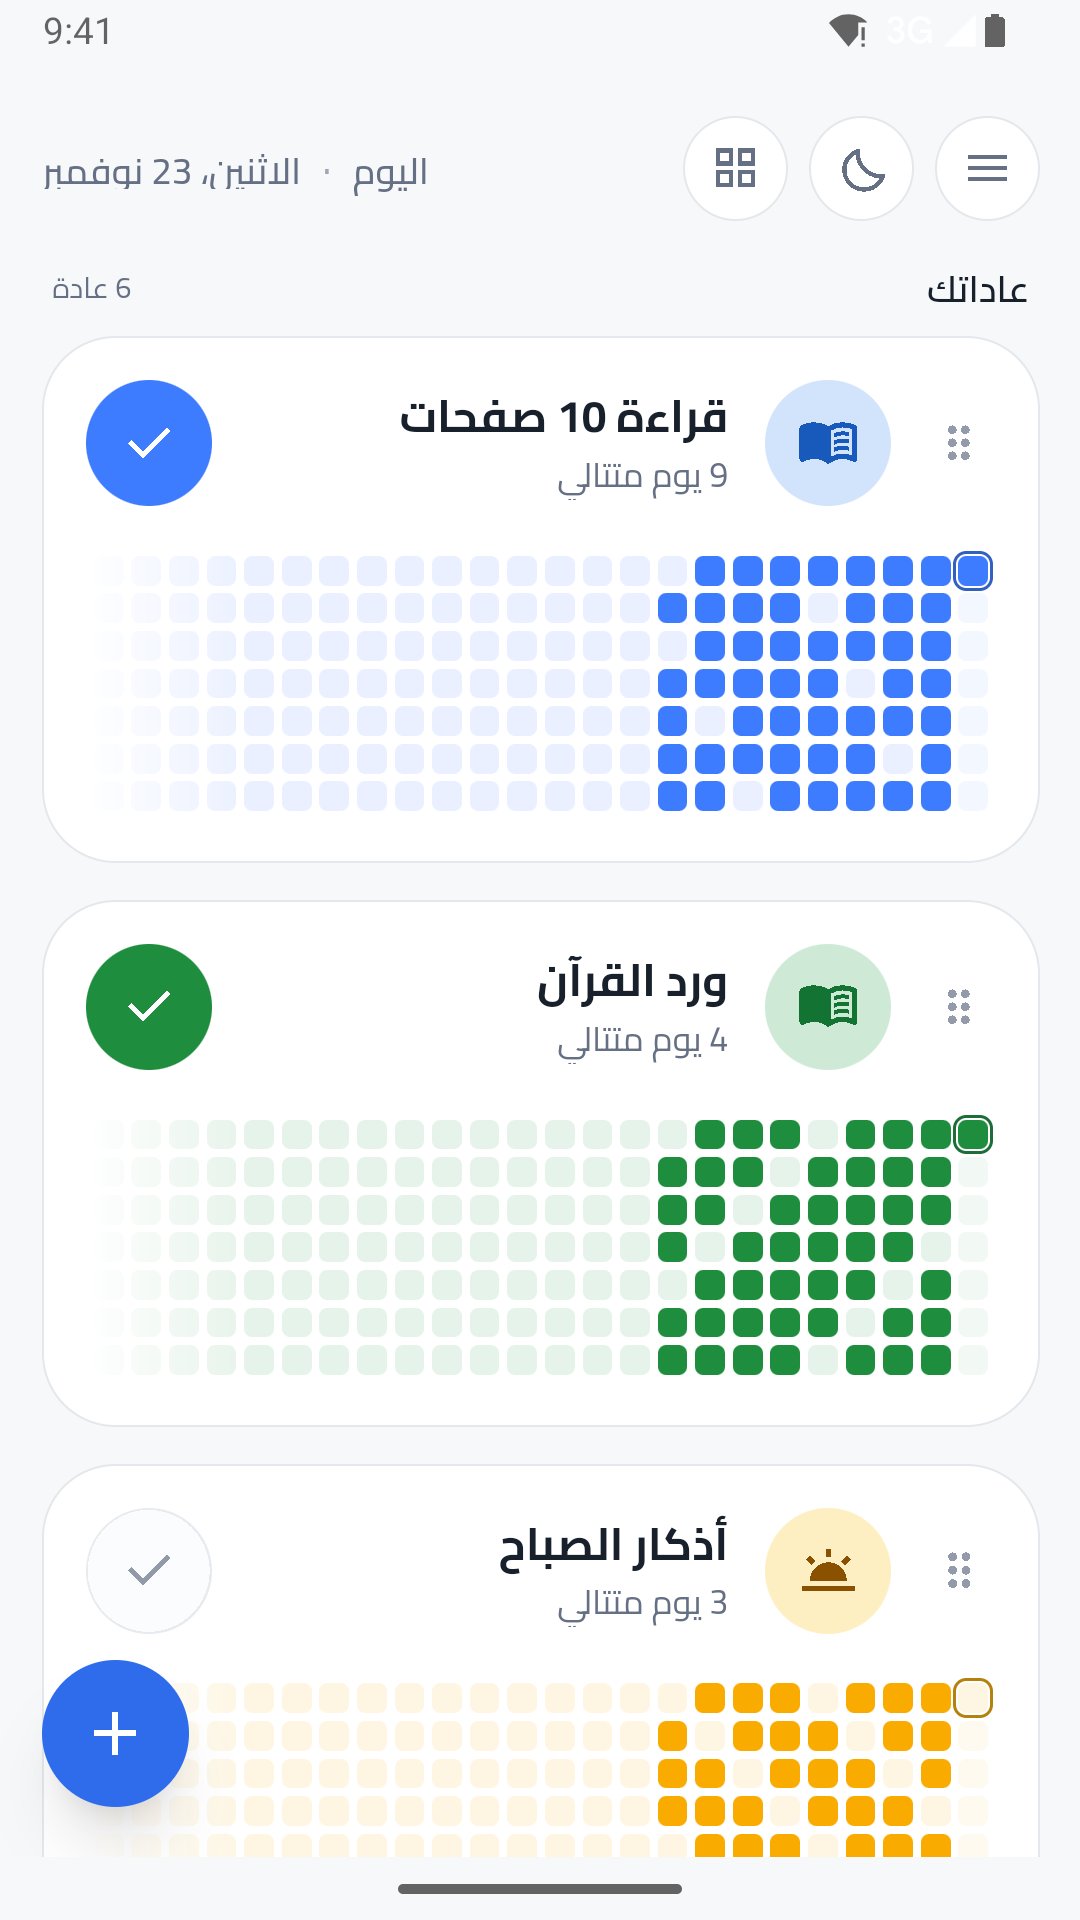 9:41
3G
اليوم · الاثنين، 23 نوفمبر
عاداتك
6 عادة
قراءة 10 صفحات
9 يوم متتالي
ورد القرآن
4 يوم متتالي
أذكار الصباح
3 يوم متتالي